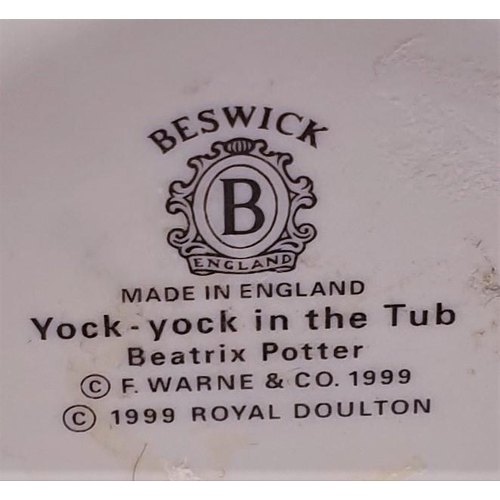 BESWICK
B
ENGLAND
MADE IN ENGLAND
Yock-yock in the Tub
Beatrix Potter
© F. WARNE & CO. 1999
© 1999 ROYAL DOULTON